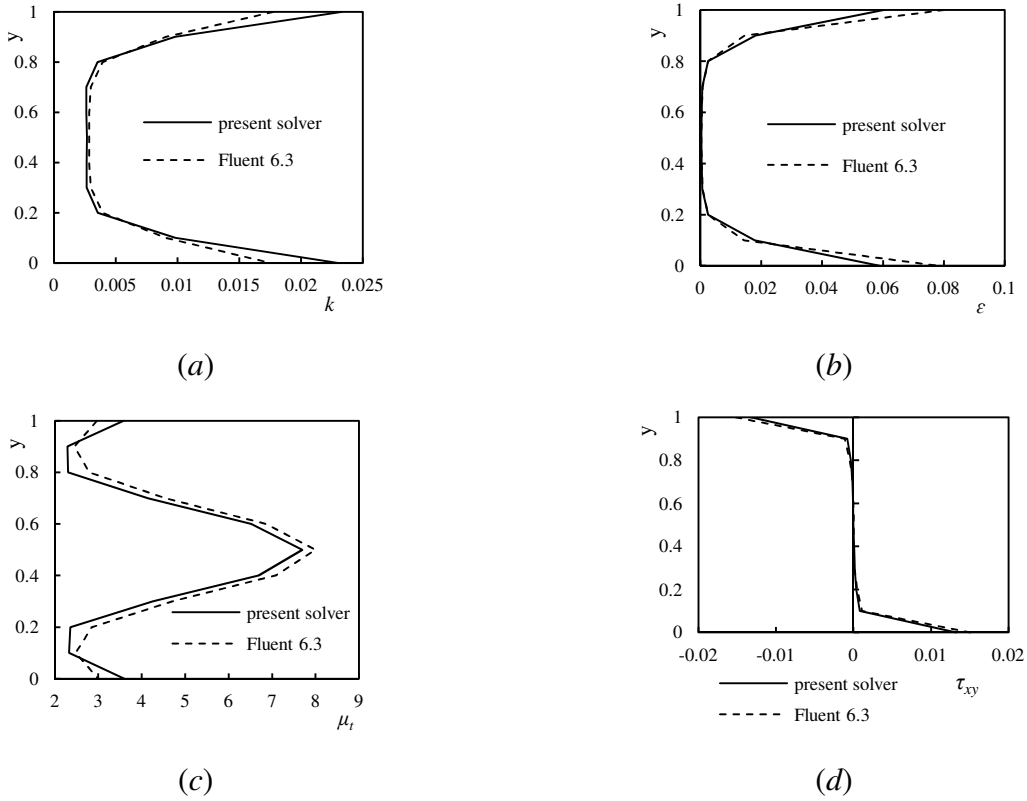 y
1
0.8
0.6
0.4
0.2
0
present solver
Fluent 6.3
0 0.005 0.01 0.015 0.02 0.025
k
(a)
y
1
0.8
0.6
0.4
0.2
0
present solver
Fluent 6.3
0 0.02 0.04 0.06 0.08 0.1
ε
(b)
y
1
0.8
0.6
0.4
0.2
0
present solver
Fluent 6.3
2 3 4 5 6 7 8 9
μt
(c)
y
1
0.8
0.6
0.4
0.2
0
-0.02 -0.01 0 0.01 0.02
present solver
τxy
Fluent 6.3
(d)